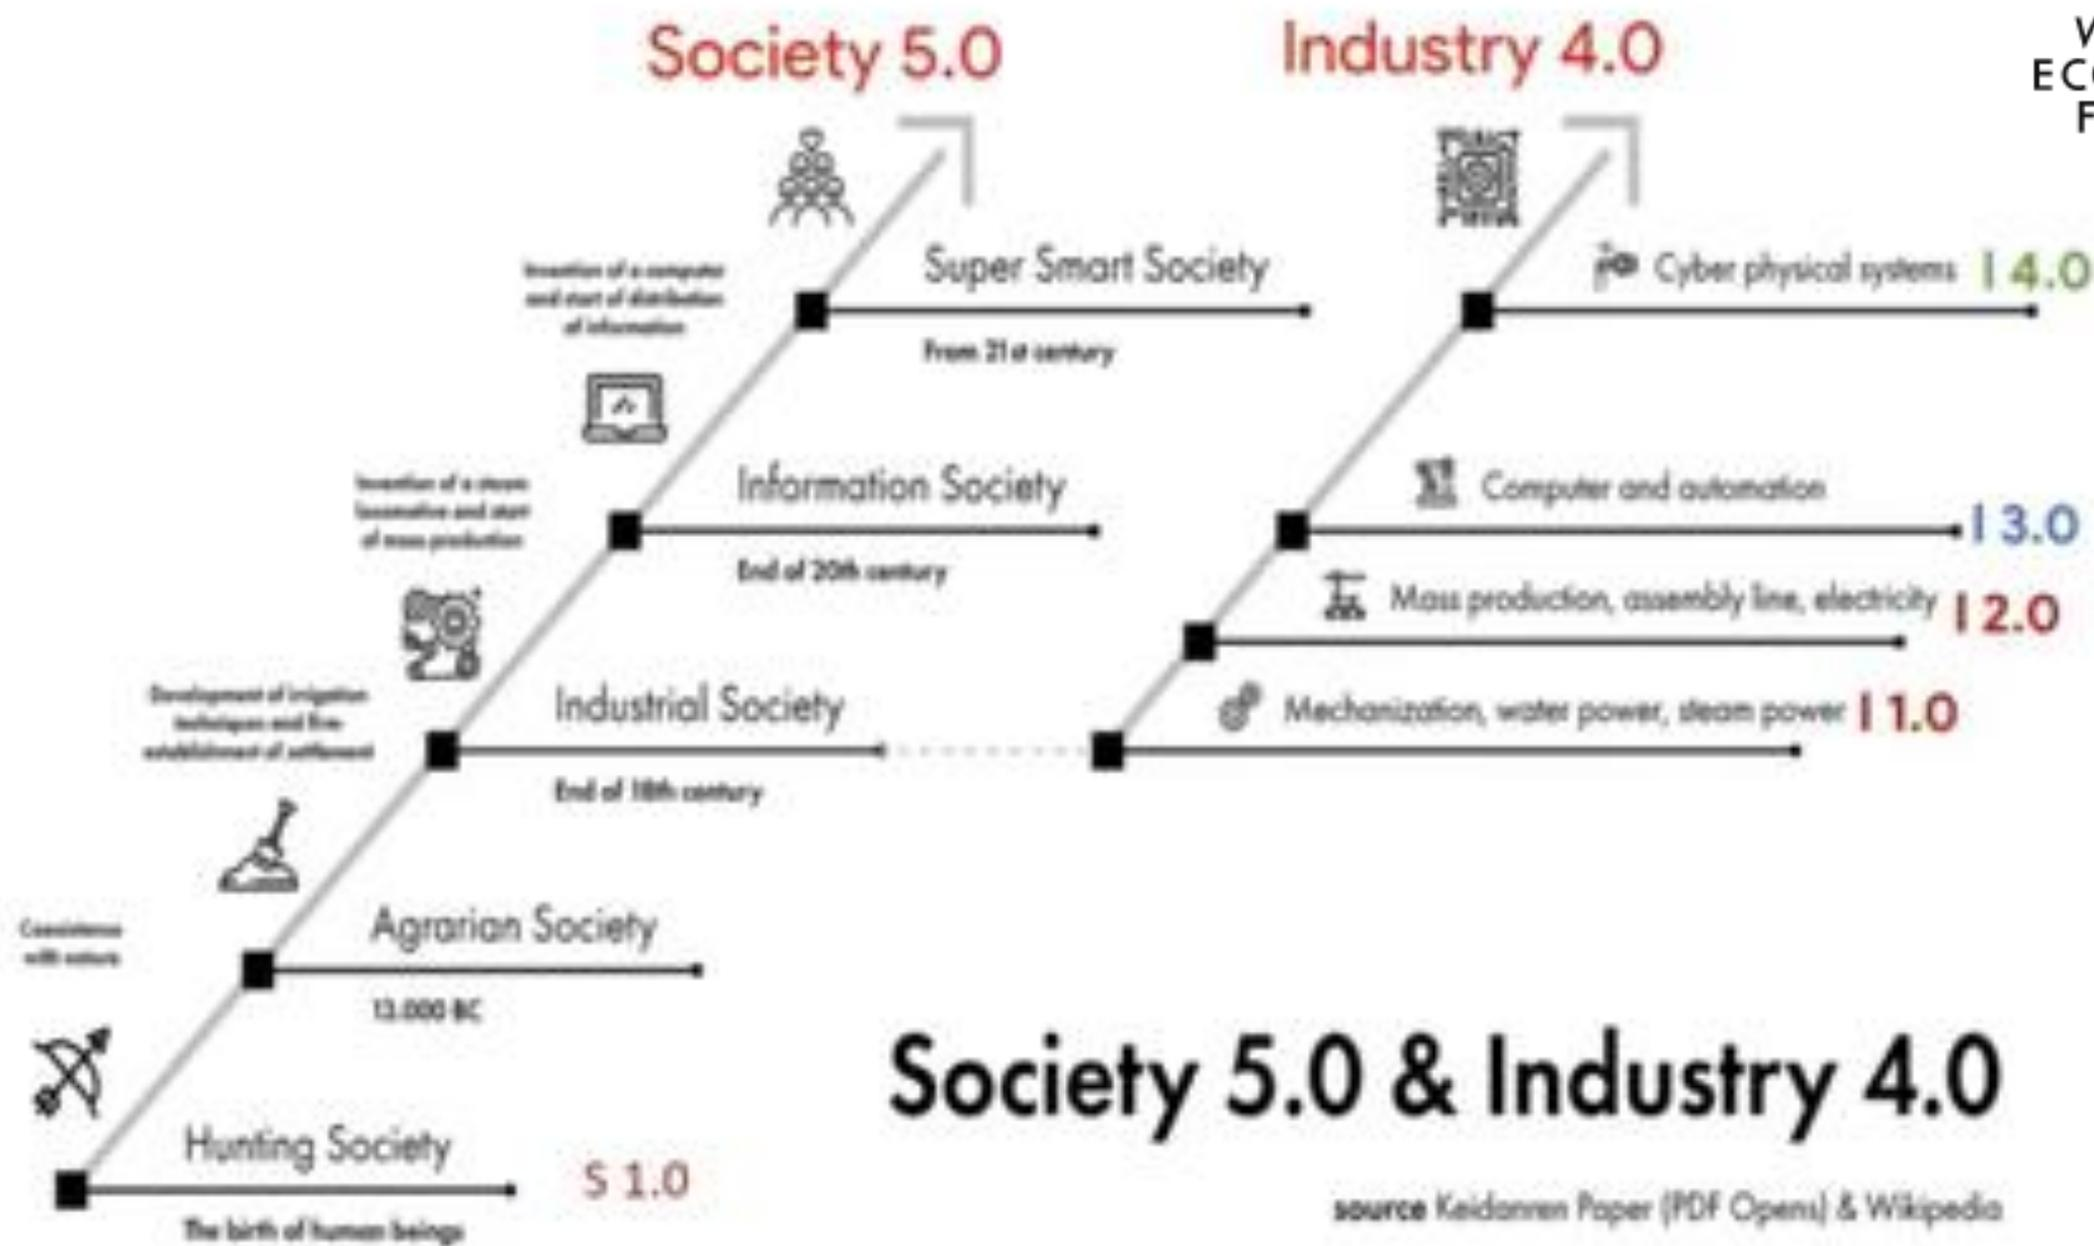 Society 5.0
Industry 4.0
V
ECO
F
Invention of a computer
and start of distribution
of information
Super Smart Society
From 21st century
Cyber physical systems
I 4.0
Invention of a steam
locomotive and start
of mass production
Information Society
End of 20th century
Computer and automation
I 3.0
Mass production, assembly line, electricity
I 2.0
Development of irrigation
techniques and firm
establishment of settlement
Industrial Society
End of 18th century
Mechanization, water power, steam power
I 1.0
Coexistence
with nature
Agrarian Society
13.000 BC
Hunting Society
S 1.0
The birth of human beings
Society 5.0 & Industry 4.0
source Keidanren Paper (PDF Opens) & Wikipedia